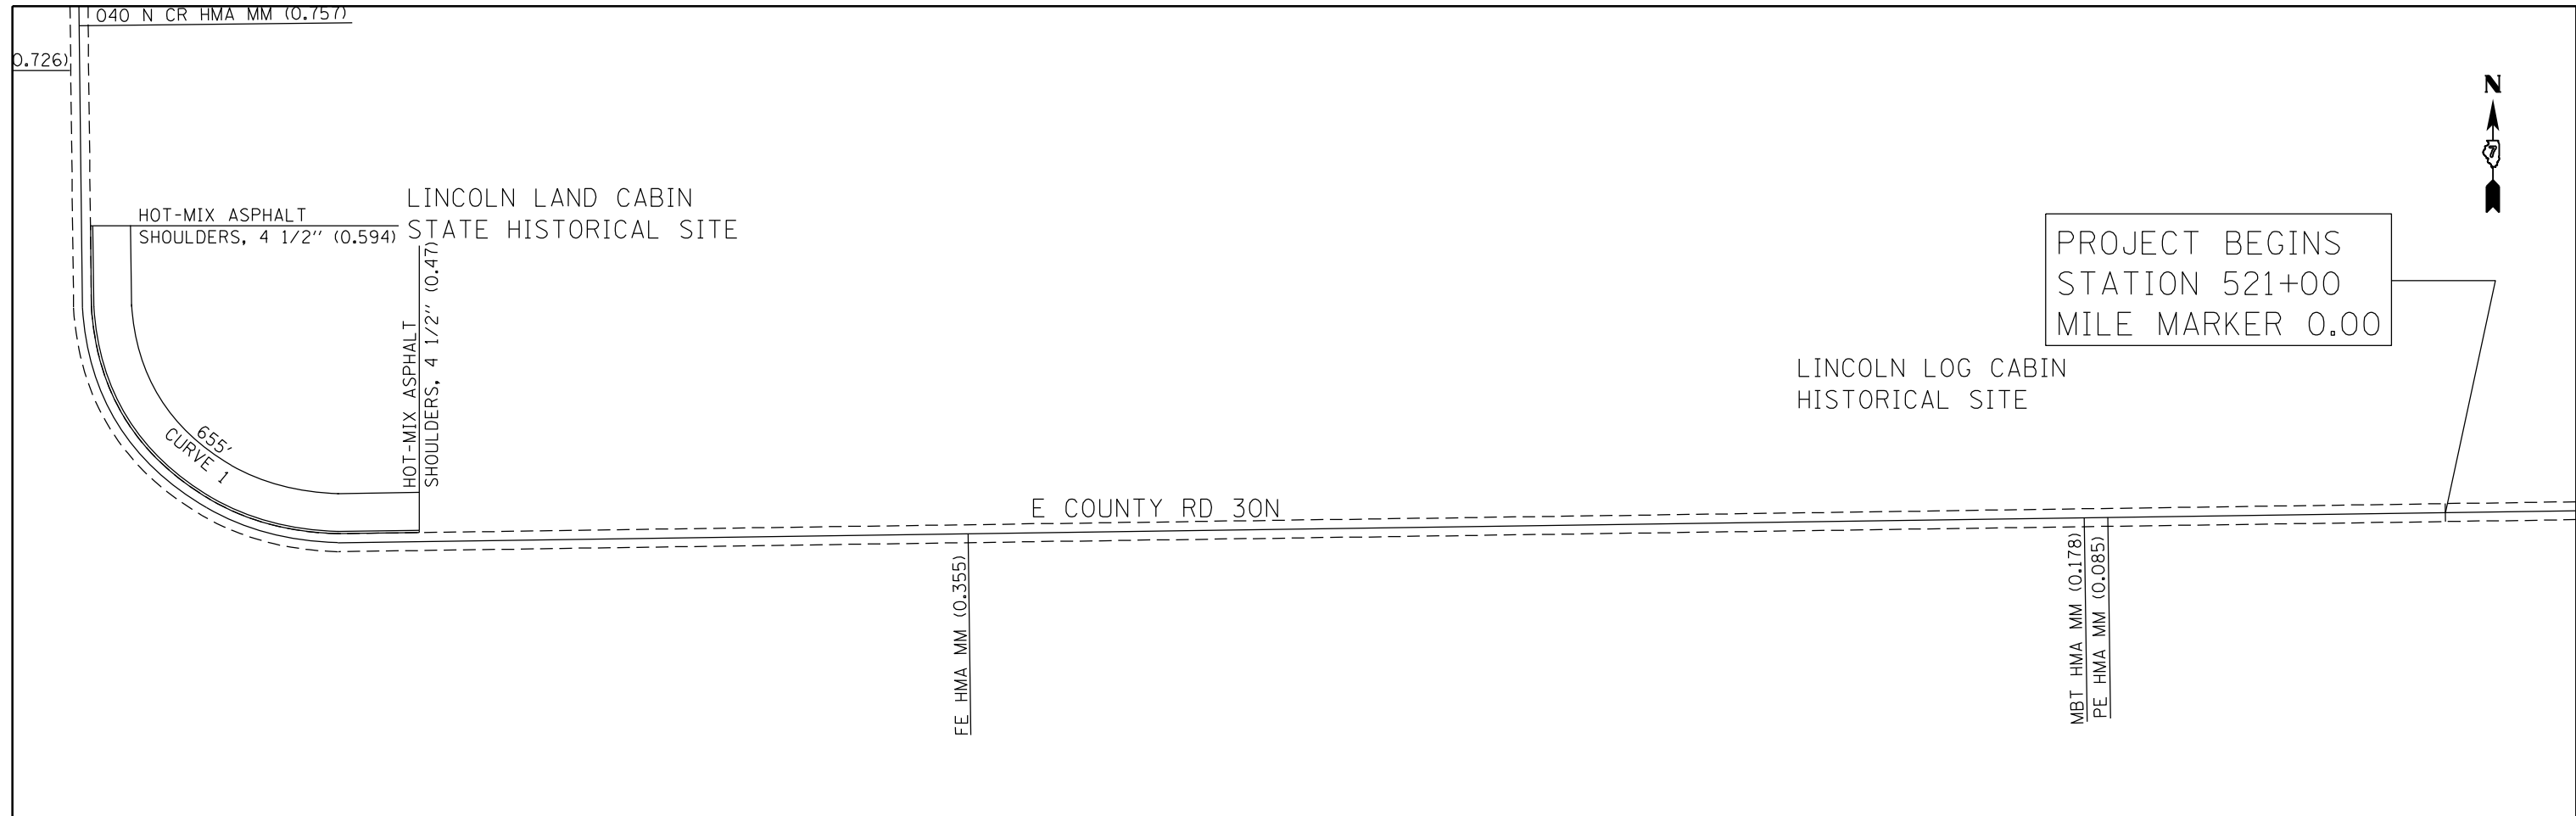 040 N CR HMA MM (0.757)
0.726)
N
7
HOT-MIX ASPHALT
SHOULDERS, 4 1/2" (0.594)
LINCOLN LAND CABIN
STATE HISTORICAL SITE
HOT-MIX ASPHALT
SHOULDERS, 4 1/2" (0.47)
PROJECT BEGINS
STATION 521+00
MILE MARKER 0.00
LINCOLN LOG CABIN
HISTORICAL SITE
655'
CURVE 1
E COUNTY RD 30N
FE HMA MM (0.355)
MBT HMA MM (0.178)
PE HMA MM (0.085)